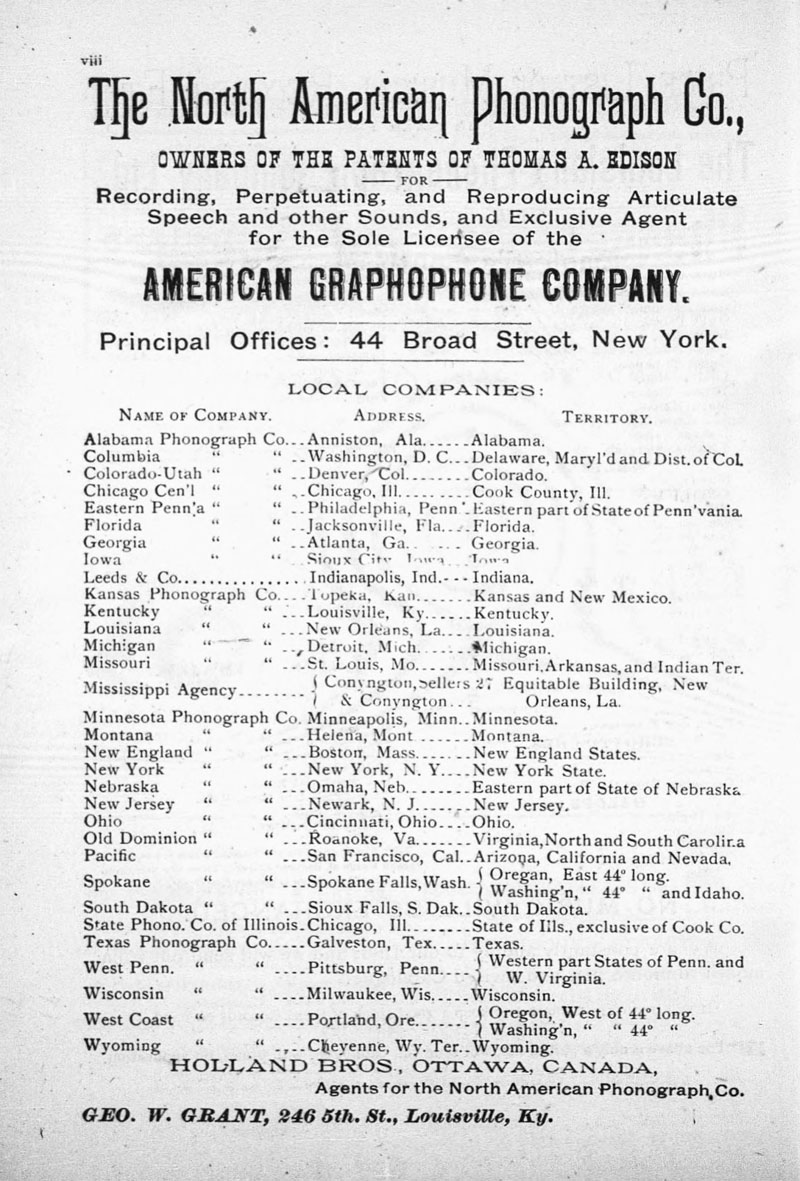 viii
The North American Phonograph Co.,
OWNERS OF THE PATENTS OF THOMAS A. EDISON
FOR
Recording, Perpetuating, and Reproducing Articulate
Speech and other Sounds, and Exclusive Agent
for the Sole Licensee of the
AMERICAN GRAPHOPHONE COMPANY.
Principal Offices: 44 Broad Street, New York.
LOCAL COMPANIES:
NAME OF COMPANY. ADDRESS. TERRITORY.
Alabama Phonograph Co...Anniston, Ala......Alabama.
Columbia " " ..Washington, D. C...Delaware, Maryl'd and Dist. of Col.
Colorado-Utah " " ..Denver, Col........Colorado.
Chicago Cen'l " " ..Chicago, Ill.........Cook County, Ill.
Eastern Penn'a " " ..Philadelphia, Penn..Eastern part of State of Penn'vania.
Florida " " ..Jacksonville, Fla....Florida.
Georgia " " ..Atlanta, Ga.. ... Georgia.
Iowa " " ..Sioux City Iowa Iowa
Leeds & Co............... Indianapolis, Ind.---Indiana.
Kansas Phonograph Co....Topeka, Kan.......Kansas and New Mexico.
Kentucky " " ...Louisville, Ky......Kentucky.
Louisiana " " ...New Orleans, La....Louisiana.
Michigan " " ...Detroit, Mich.......Michigan.
Missouri " " ...St. Louis, Mo.......Missouri, Arkansas, and Indian Ter.
Mississippi Agency........{ Conyngton, Sellers 27 Equitable Building, New
& Conyngton... Orleans, La.
Minnesota Phonograph Co. Minneapolis, Minn..Minnesota.
Montana " " ...Helena, Mont ......Montana.
New England " " ...Boston, Mass.......New England States.
New York " " ...New York, N. Y....New York State.
Nebraska " " ...Omaha, Neb........Eastern part of State of Nebraska
New Jersey " " ...Newark, N. J.......New Jersey.
Ohio " " ...Cincinnati, Ohio....Ohio.
Old Dominion " " ...Roanoke, Va.......Virginia, North and South Carolina
Pacific " " ...San Francisco, Cal..Arizona, California and Nevada.
Spokane " " ...Spokane Falls, Wash. { Oregan, East 44° long.
Washing'n, " 44° " and Idaho.
South Dakota " " ...Sioux Falls, S. Dak..South Dakota.
State Phono. Co. of Illinois.Chicago, Ill........State of Ills., exclusive of Cook Co.
Texas Phonograph Co.....Galveston, Tex.....Texas.
West Penn. " " ....Pittsburg, Penn....{ Western part States of Penn. and
W. Virginia.
Wisconsin " " ....Milwaukee, Wis.....Wisconsin.
West Coast " " ....Portland, Ore.......{ Oregon, West of 44° long.
Washing'n, " " 44° "
Wyoming " " ....Cheyenne, Wy. Ter..Wyoming.
HOLLAND BROS., OTTAWA, CANADA,
Agents for the North American Phonograph Co.
GEO. W. GRANT, 246 5th. St., Louisville, Ky.